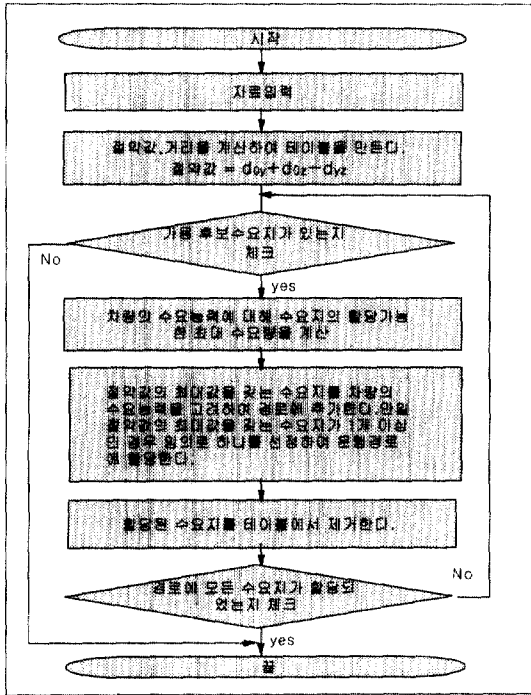 시작
자료입력
절약값,거리를 계산하여 테이블을 만든다.
절약값 = d0y+d0z-dyz
가용 후보수요지가 있는지
체크
No
yes
차량의 수요능력에 대해 수요지의 할당가능
한 최대 수요량을 계산
절약값의 최대값을 갖는 수요지를 차량의
수요능력을 고려하여 경로에 추가한다 만일
절약값의 최대값을 갖는 수요지가 1개 이상
인 경우 임의로 하나를 선정하여 운행경로
에 할당한다.
할당된 수요지를 테이블에서 제거한다.
경로에 모든 수요지가 할당되
었는지 체크
No
yes
끝